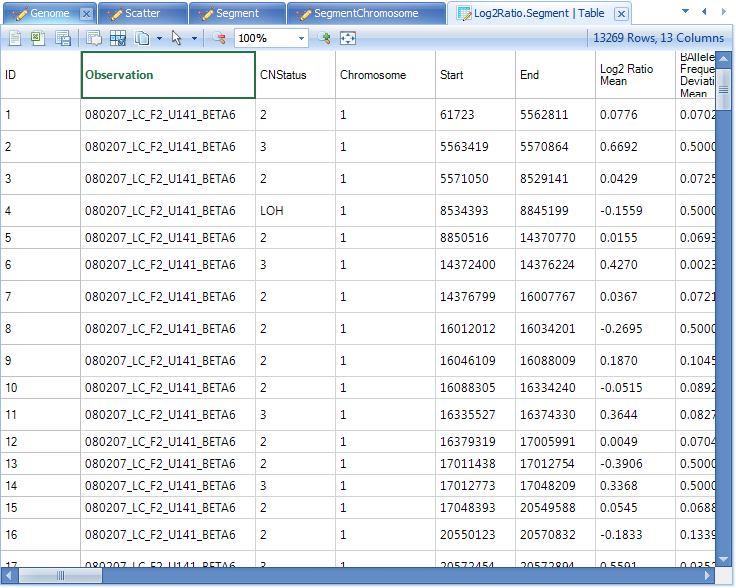 Genome Scatter Segment SegmentChromosome Log2Ratio.Segment | Table
100% 13269 Rows, 13 Columns
ID Observation CNStatus Chromosome Start End Log2 Ratio Mean BAllele Freque Deviati Mean
1 080207_LC_F2_U141_BETA6 2 1 61723 5562811 0.0776 0.0702
2 080207_LC_F2_U141_BETA6 3 1 5563419 5570864 0.6692 0.5000
3 080207_LC_F2_U141_BETA6 2 1 5571050 8529141 0.0429 0.0725
4 080207_LC_F2_U141_BETA6 LOH 1 8534393 8845199 -0.1559 0.5000
5 080207_LC_F2_U141_BETA6 2 1 8850516 14370770 0.0155 0.0693
6 080207_LC_F2_U141_BETA6 3 1 14372400 14376224 0.4270 0.0023
7 080207_LC_F2_U141_BETA6 2 1 14376799 16007767 0.0367 0.0721
8 080207_LC_F2_U141_BETA6 2 1 16012012 16034201 -0.2695 0.5000
9 080207_LC_F2_U141_BETA6 2 1 16046109 16088009 0.1870 0.1045
10 080207_LC_F2_U141_BETA6 2 1 16088305 16334240 -0.0515 0.0892
11 080207_LC_F2_U141_BETA6 3 1 16335527 16374330 0.3644 0.0827
12 080207_LC_F2_U141_BETA6 2 1 16379319 17005991 0.0049 0.0704
13 080207_LC_F2_U141_BETA6 2 1 17011438 17012754 -0.3906 0.5000
14 080207_LC_F2_U141_BETA6 3 1 17012773 17048209 0.3368 0.5000
15 080207_LC_F2_U141_BETA6 2 1 17048393 20549588 0.0545 0.0688
16 080207_LC_F2_U141_BETA6 2 1 20550123 20570832 -0.1833 0.1339
17 080207_LC_F2_U141_BETA6 3 1 20572454 20572894 0.5591